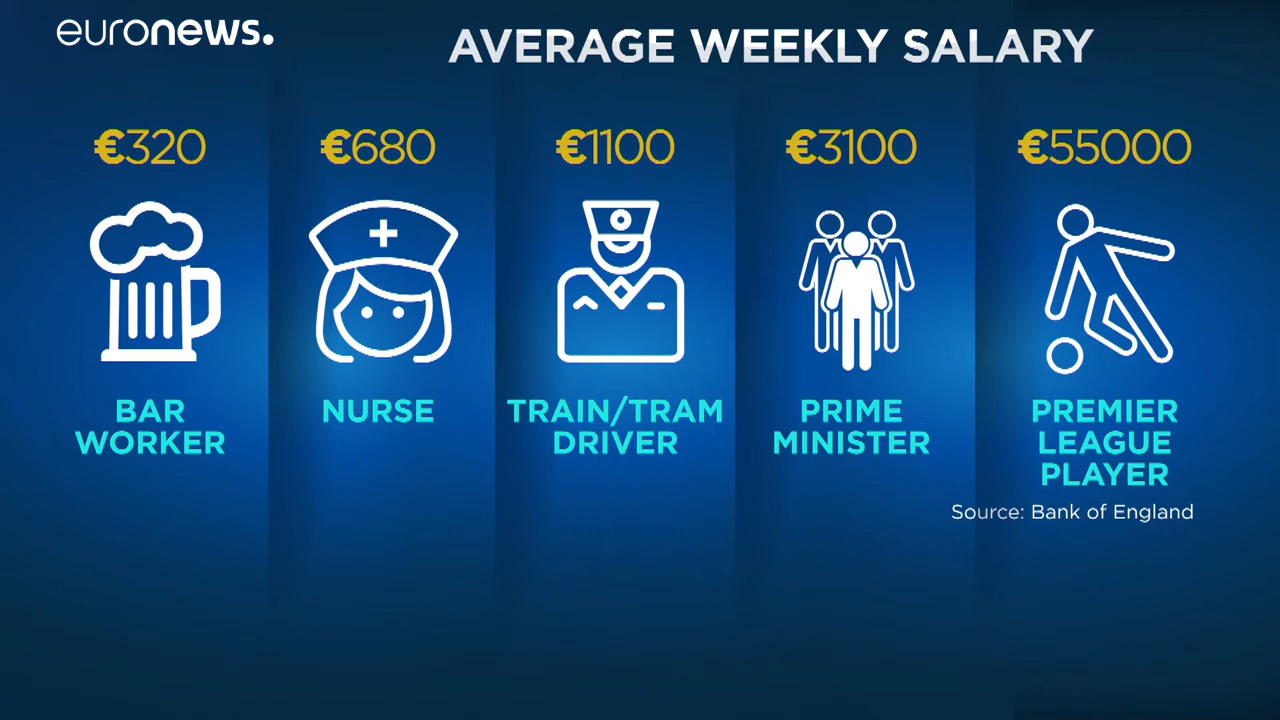 euronews.
AVERAGE WEEKLY SALARY
€320
€680
€1100
€3100
€55000
BAR
WORKER
NURSE
TRAIN/TRAM
DRIVER
PRIME
MINISTER
PREMIER
LEAGUE
PLAYER
Source: Bank of England